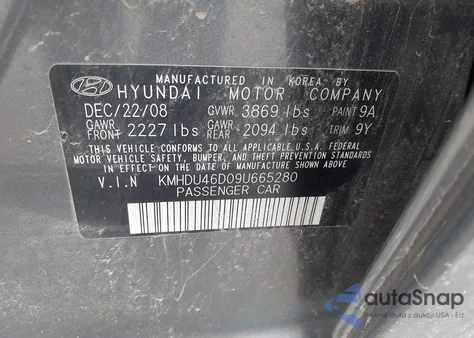 MANUFACTURED IN KOREA BY
HYUNDAI MOTOR COMPANY
DEC/22/08 GVWR 3869 lbs PAINT 9A
GAWR FRONT 2227 lbs GAWR REAR 2094 lbs TRIM 9Y
THIS VEHICLE CONFORMS TO ALL APPLICABLE U.S. FEDERAL
MOTOR VEHICLE SAFETY, BUMPER, AND THEFT PREVENTION STANDARDS
IN EFFECT ON THE DATE OF MANUFACTURE SHOWN ABOVE
V.I.N KMHDU46D09U665280
PASSENGER CAR
autoSnap